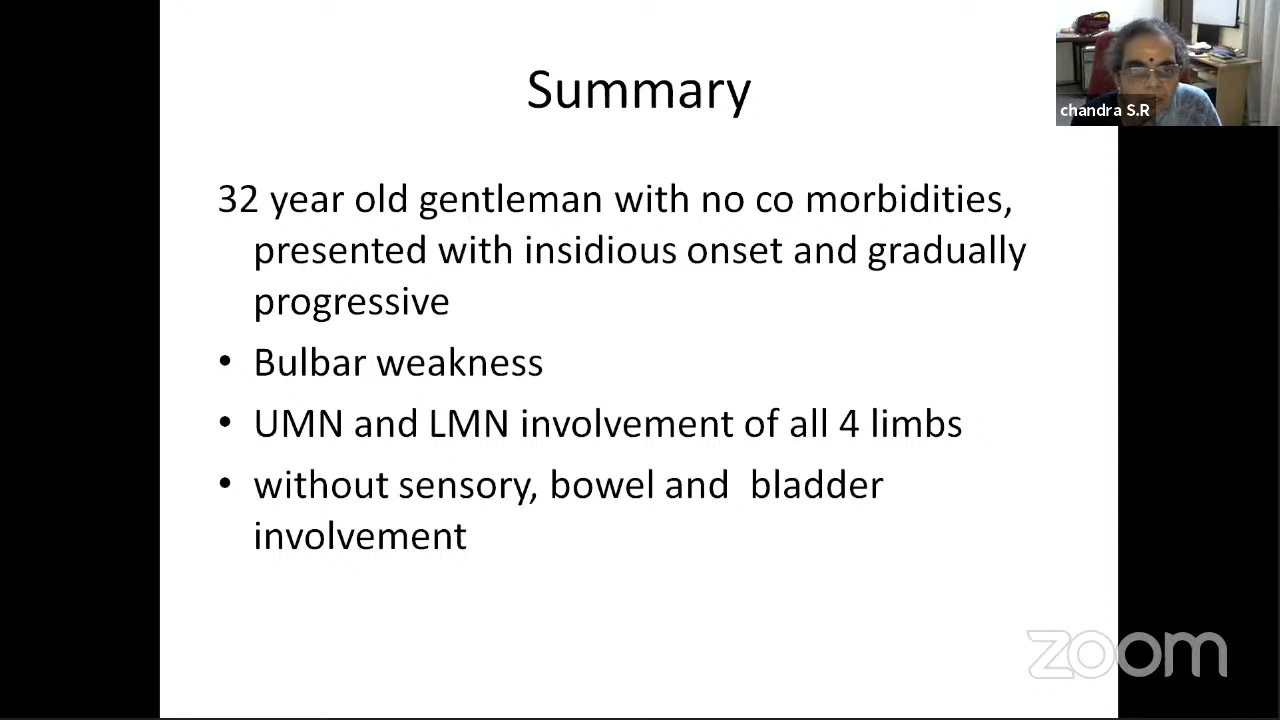 Summary
chandra S.R
32 year old gentleman with no co morbidities,
presented with insidious onset and gradually
progressive
• Bulbar weakness
• UMN and LMN involvement of all 4 limbs
• without sensory, bowel and  bladder
involvement
zoom